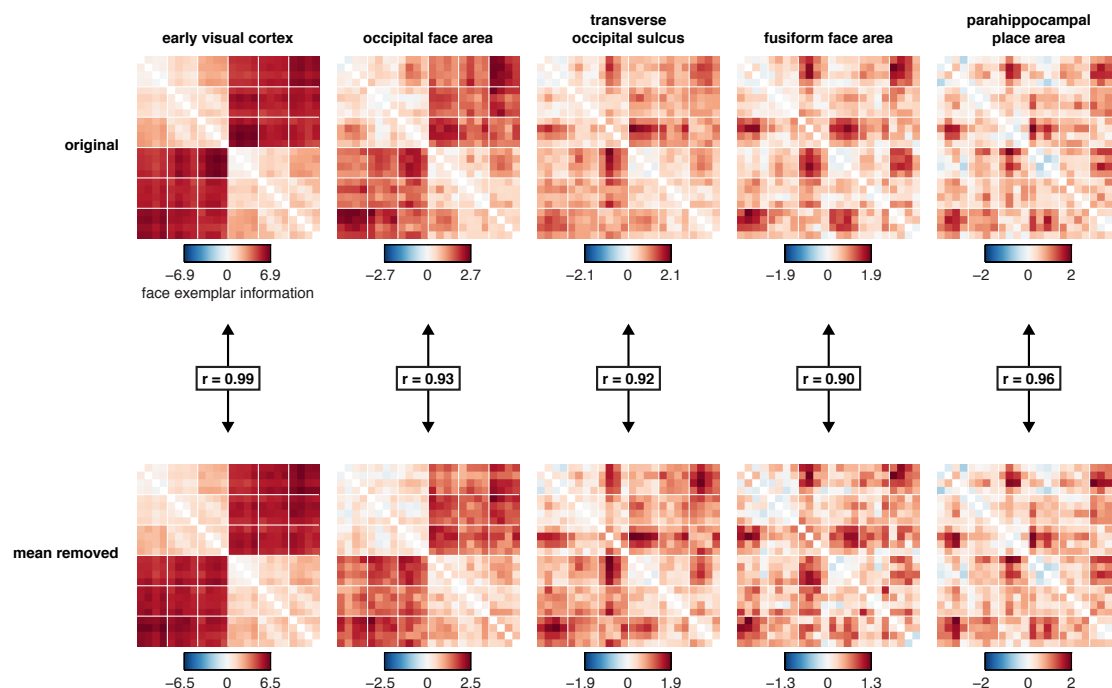 early visual cortex
occipital face area
transverse
occipital sulcus
fusiform face area
parahippocampal
place area
original
−6.9 0 6.9
face exemplar information
−2.7 0 2.7
−2.1 0 2.1
−1.9 0 1.9
−2 0 2
r = 0.99
r = 0.93
r = 0.92
r = 0.90
r = 0.96
mean removed
−6.5 0 6.5
−2.5 0 2.5
−1.9 0 1.9
−1.3 0 1.3
−2 0 2